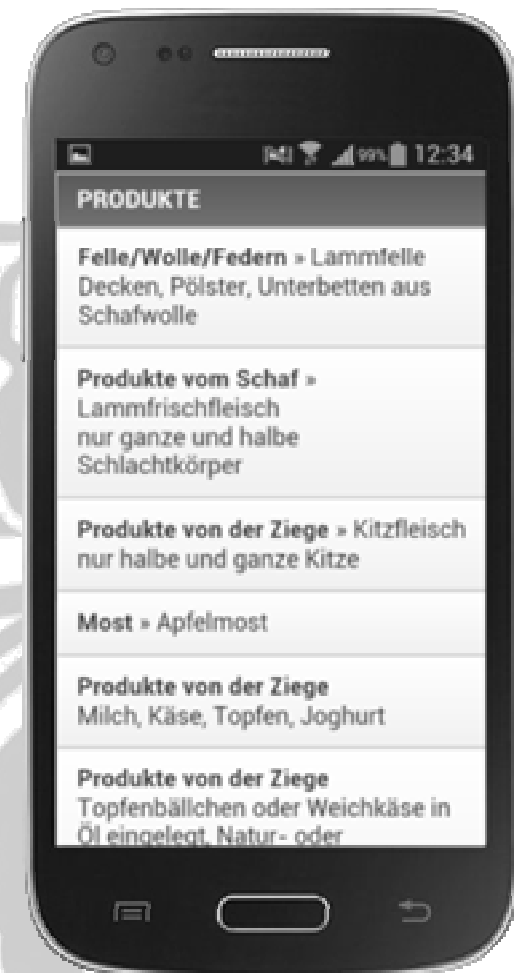 99% 12:34
PRODUKTE
Felle/Wolle/Federn » Lammfelle
Decken, Pölster, Unterbetten aus
Schafwolle
Produkte vom Schaf »
Lammfrischfleisch
nur ganze und halbe
Schlachtkörper
Produkte von der Ziege » Kitzfleisch
nur halbe und ganze Kitze
Most » Apfelmost
Produkte von der Ziege
Milch, Käse, Topfen, Joghurt
Produkte von der Ziege
Topfenbällchen oder Weichkäse in
Öl eingelegt, Natur- oder